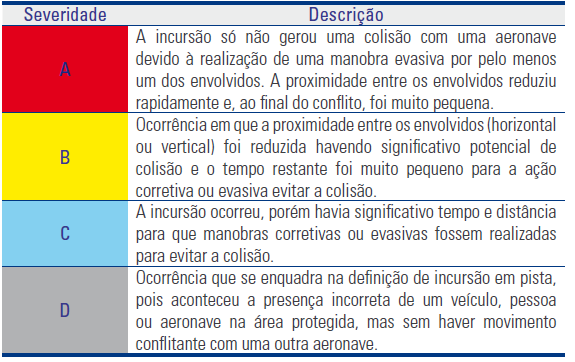 Severidade Descrição
A incursão só não gerou uma colisão com uma aeronave
devido à realização de uma manobra evasiva por pelo menos
A
um dos envolvidos. A proximidade entre os envolvidos reduziu
rapidamente e, ao final do conflito, foi muito pequena.
Ocorrência em que a proximidade entre os envolvidos (horizontal
ou vertical) foi reduzida havendo significativo potencial de
B
colisão e o tempo restante foi muito pequeno para a ação
corretiva ou evasiva evitar a colisão.
A incursão ocorreu, porém havia significativo tempo e distância
C
para que manobras corretivas ou evasivas fossem realizadas
para evitar a colisão.
Ocorrência que se enquadra na definição de incursão em pista,
pois aconteceu a presença incorreta de um veículo, pessoa
D
ou aeronave na área protegida, mas sem haver movimento
conflitante com uma outra aeronave.